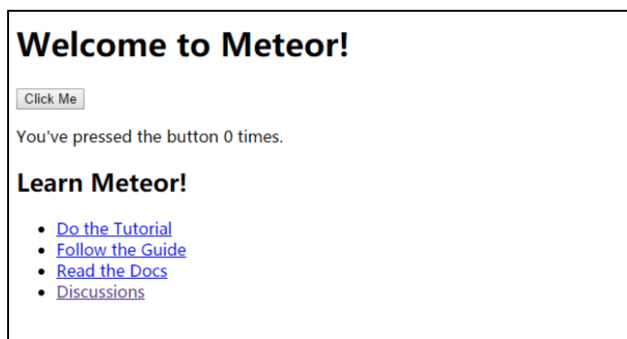 Welcome to Meteor!
Click Me
You've pressed the button 0 times.
Learn Meteor!
Do the Tutorial
Follow the Guide
Read the Docs
Discussions